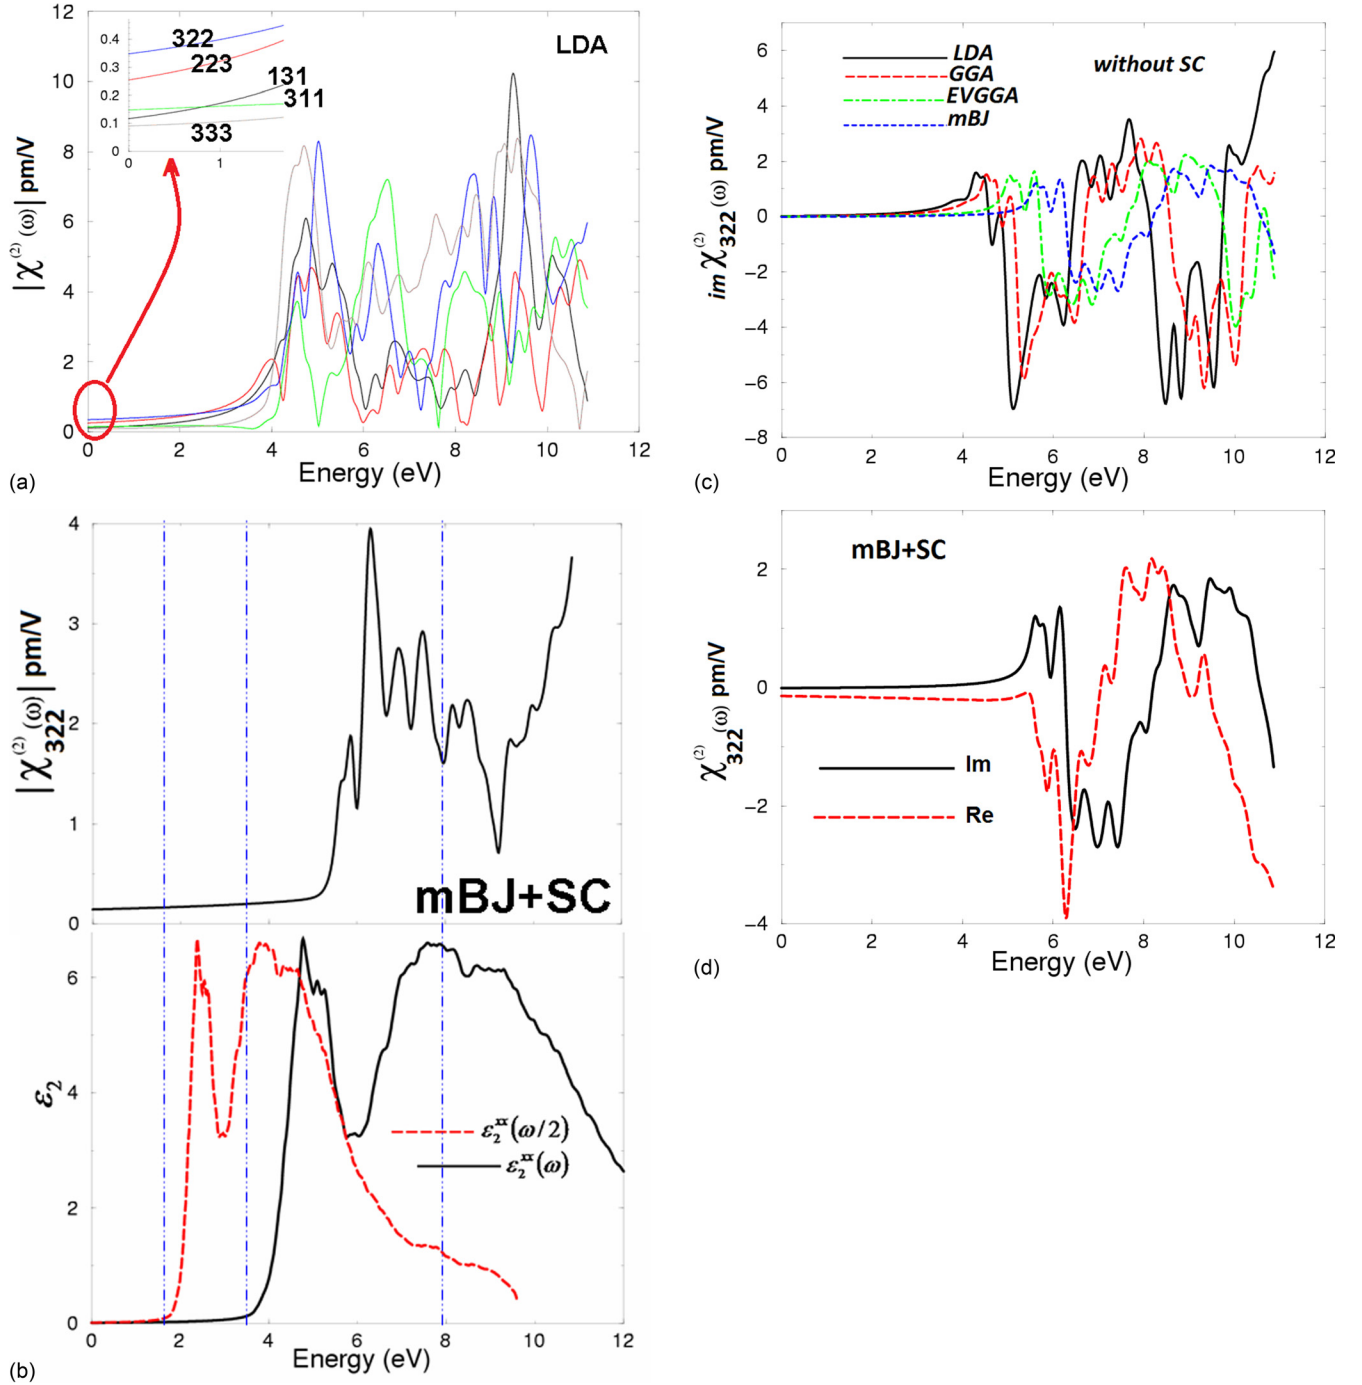 12
10
8
6
4
2
0
|χ⁽²⁾(ω)| pm/V
LDA
0.4
0.3
0.2
0.1
0
0
1
322
223
131
311
333
0 2 4 6 8 10 12
Energy (eV)
(a)
6
4
2
0
−2
−4
−6
−8
im χ⁽²⁾₃₂₂(ω) pm/V
LDA
GGA
EVGGA
mBJ
without SC
0 2 4 6 8 10 12
Energy (eV)
(c)
4
3
2
1
0
|χ⁽²⁾₃₂₂(ω)| pm/V
mBJ+SC
6
4
2
0
ε₂
ε₂ˣˣ(ω/2)
ε₂ˣˣ(ω)
0 2 4 6 8 10 12
Energy (eV)
(b)
2
0
−2
−4
χ⁽²⁾₃₂₂(ω) pm/V
mBJ+SC
Im
Re
0 2 4 6 8 10 12
Energy (eV)
(d)